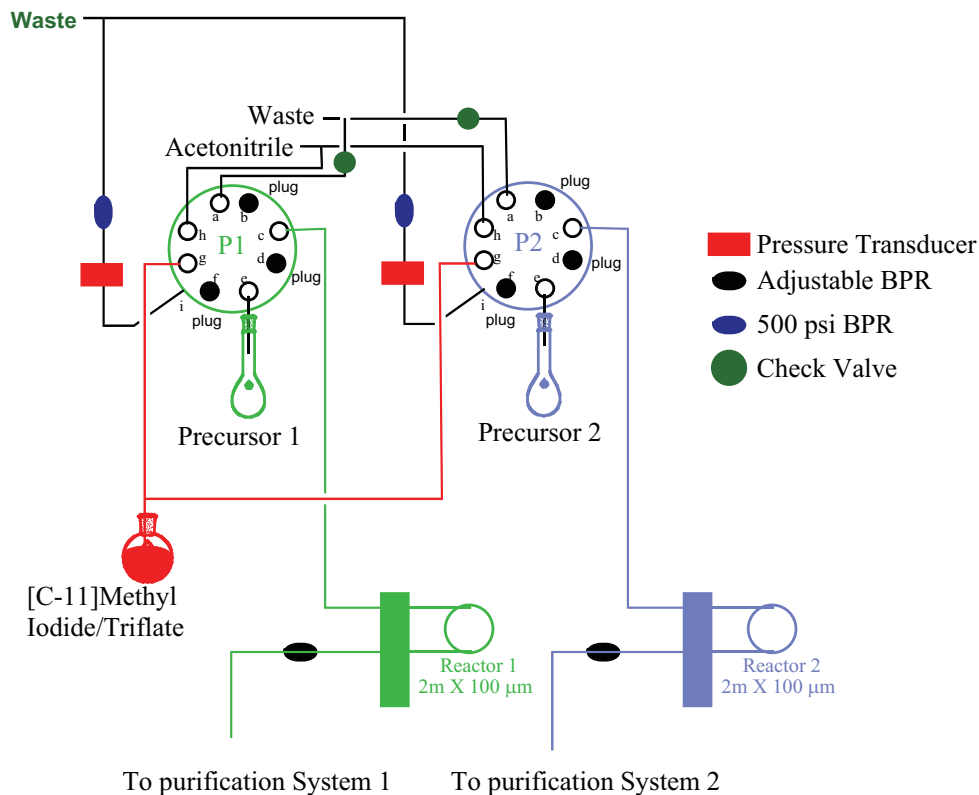 Waste
Waste
Acetonitrile
plug
plug
a
b
a
b
h
P1
c
h
P2
c
g
d
g
d
plug
plug
f
e
f
e
i
i
plug
plug
Precursor 1
Precursor 2
Pressure Transducer
Adjustable BPR
500 psi BPR
Check Valve
[C-11]Methyl
Iodide/Triflate
Reactor 1
2m X 100 μm
Reactor 2
2m X 100 μm
To purification System 1
To purification System 2